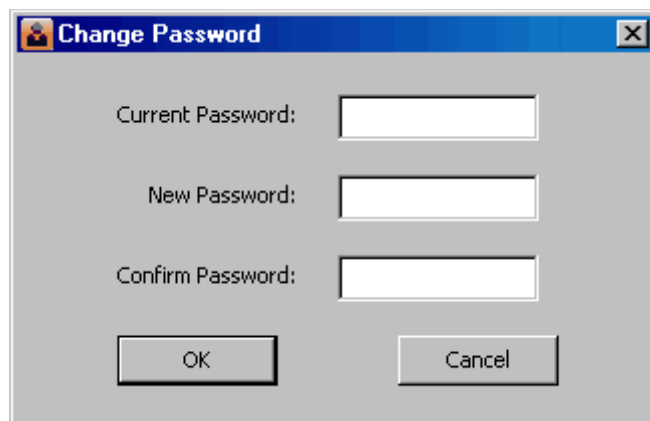 Change Password
Current Password:
New Password:
Confirm Password:
OK Cancel